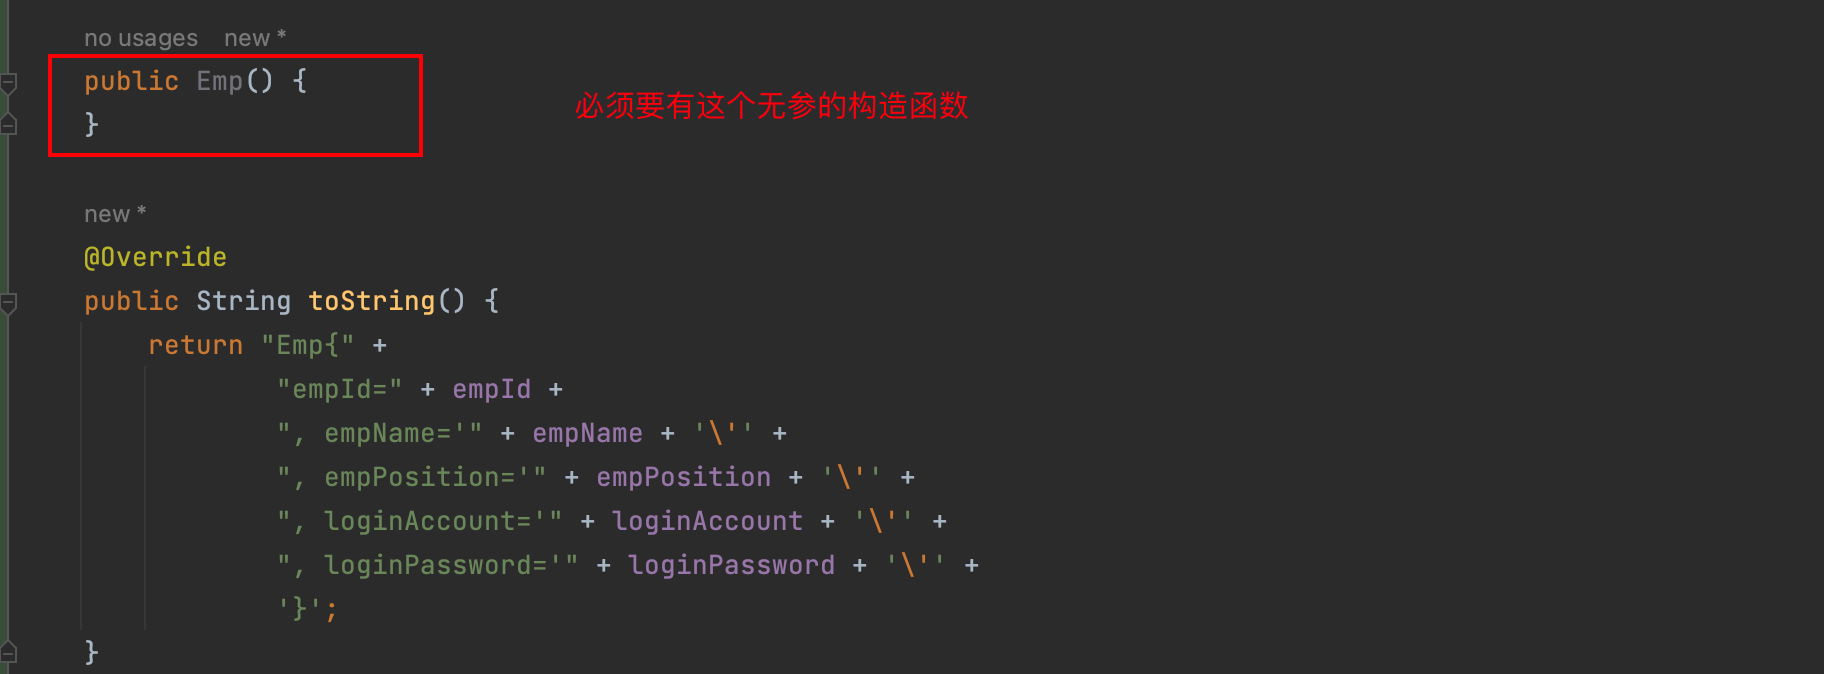 no usages    new *
public Emp() {
}
必须要有这个无参的构造函数
new *
@Override
public String toString() {
    return "Emp{" +
            "empId=" + empId +
            ", empName='" + empName + '\'' +
            ", empPosition='" + empPosition + '\'' +
            ", loginAccount='" + loginAccount + '\'' +
            ", loginPassword='" + loginPassword + '\'' +
            '}';
}